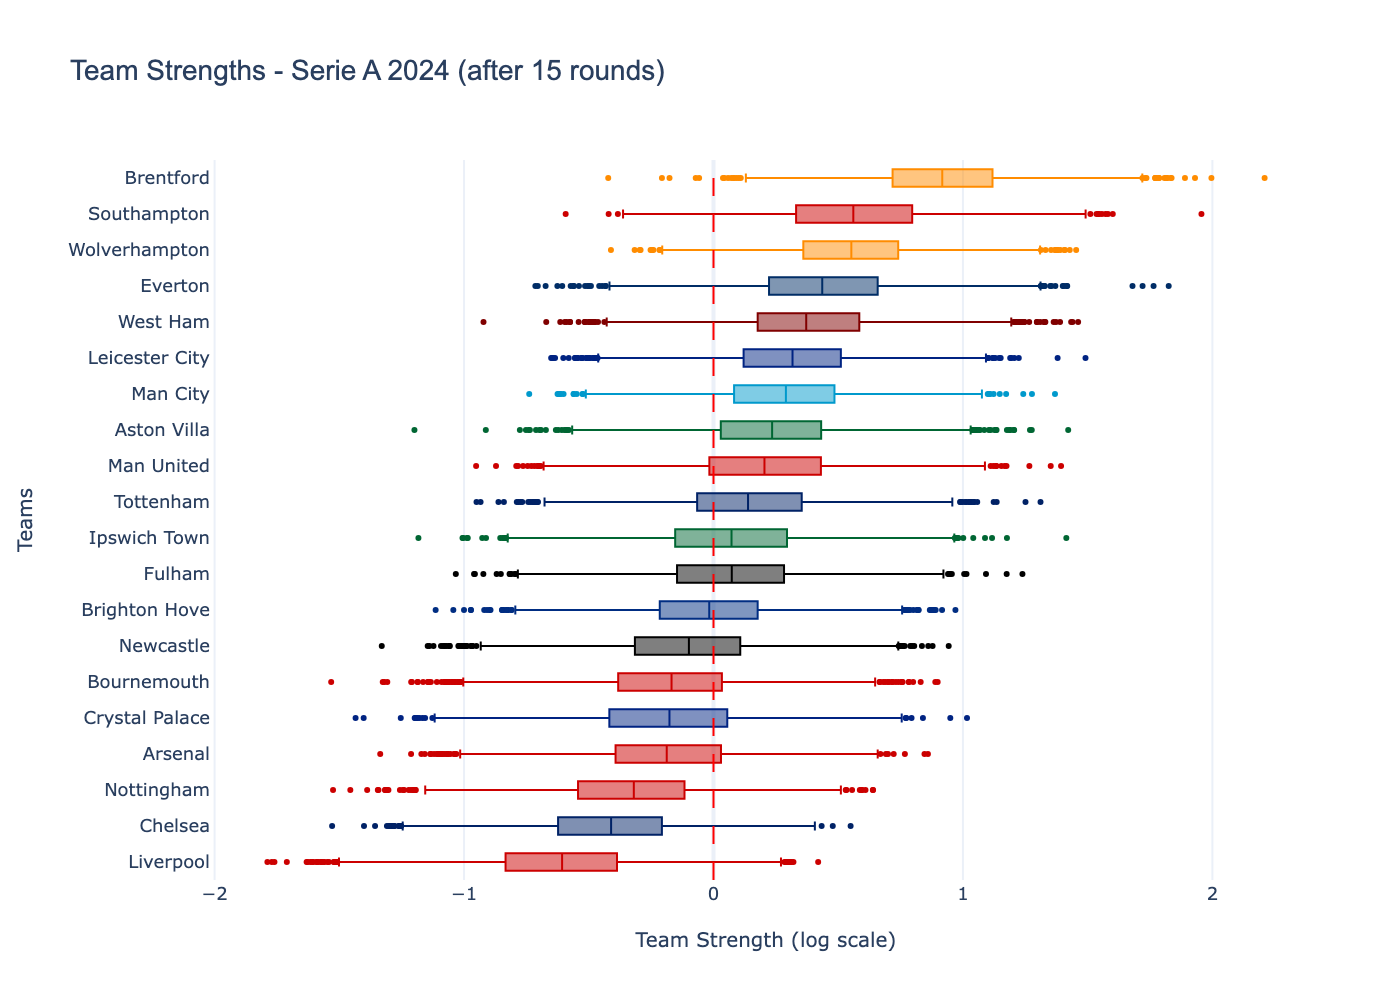 Team Strengths - Serie A 2024 (after 15 rounds)
Brentford
Southampton
Wolverhampton
Everton
West Ham
Leicester City
Man City
Aston Villa
Man United
Tottenham
Ipswich Town
Fulham
Brighton Hove
Newcastle
Bournemouth
Crystal Palace
Arsenal
Nottingham
Chelsea
Liverpool
Teams
−2 −1 0 1 2
Team Strength (log scale)